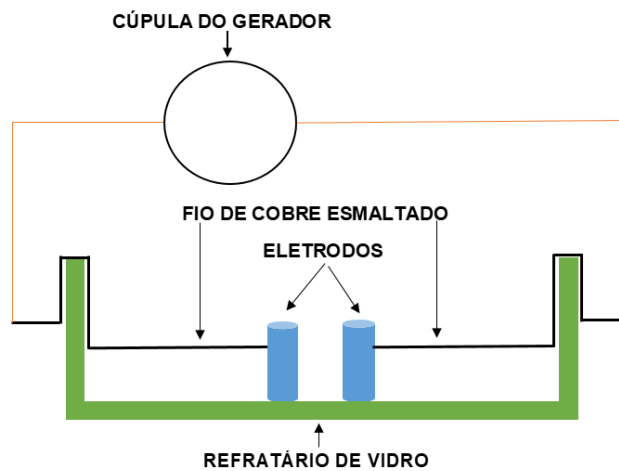 CÚPULA DO GERADOR
FIO DE COBRE ESMALTADO
ELETRODOS
REFRATÁRIO DE VIDRO